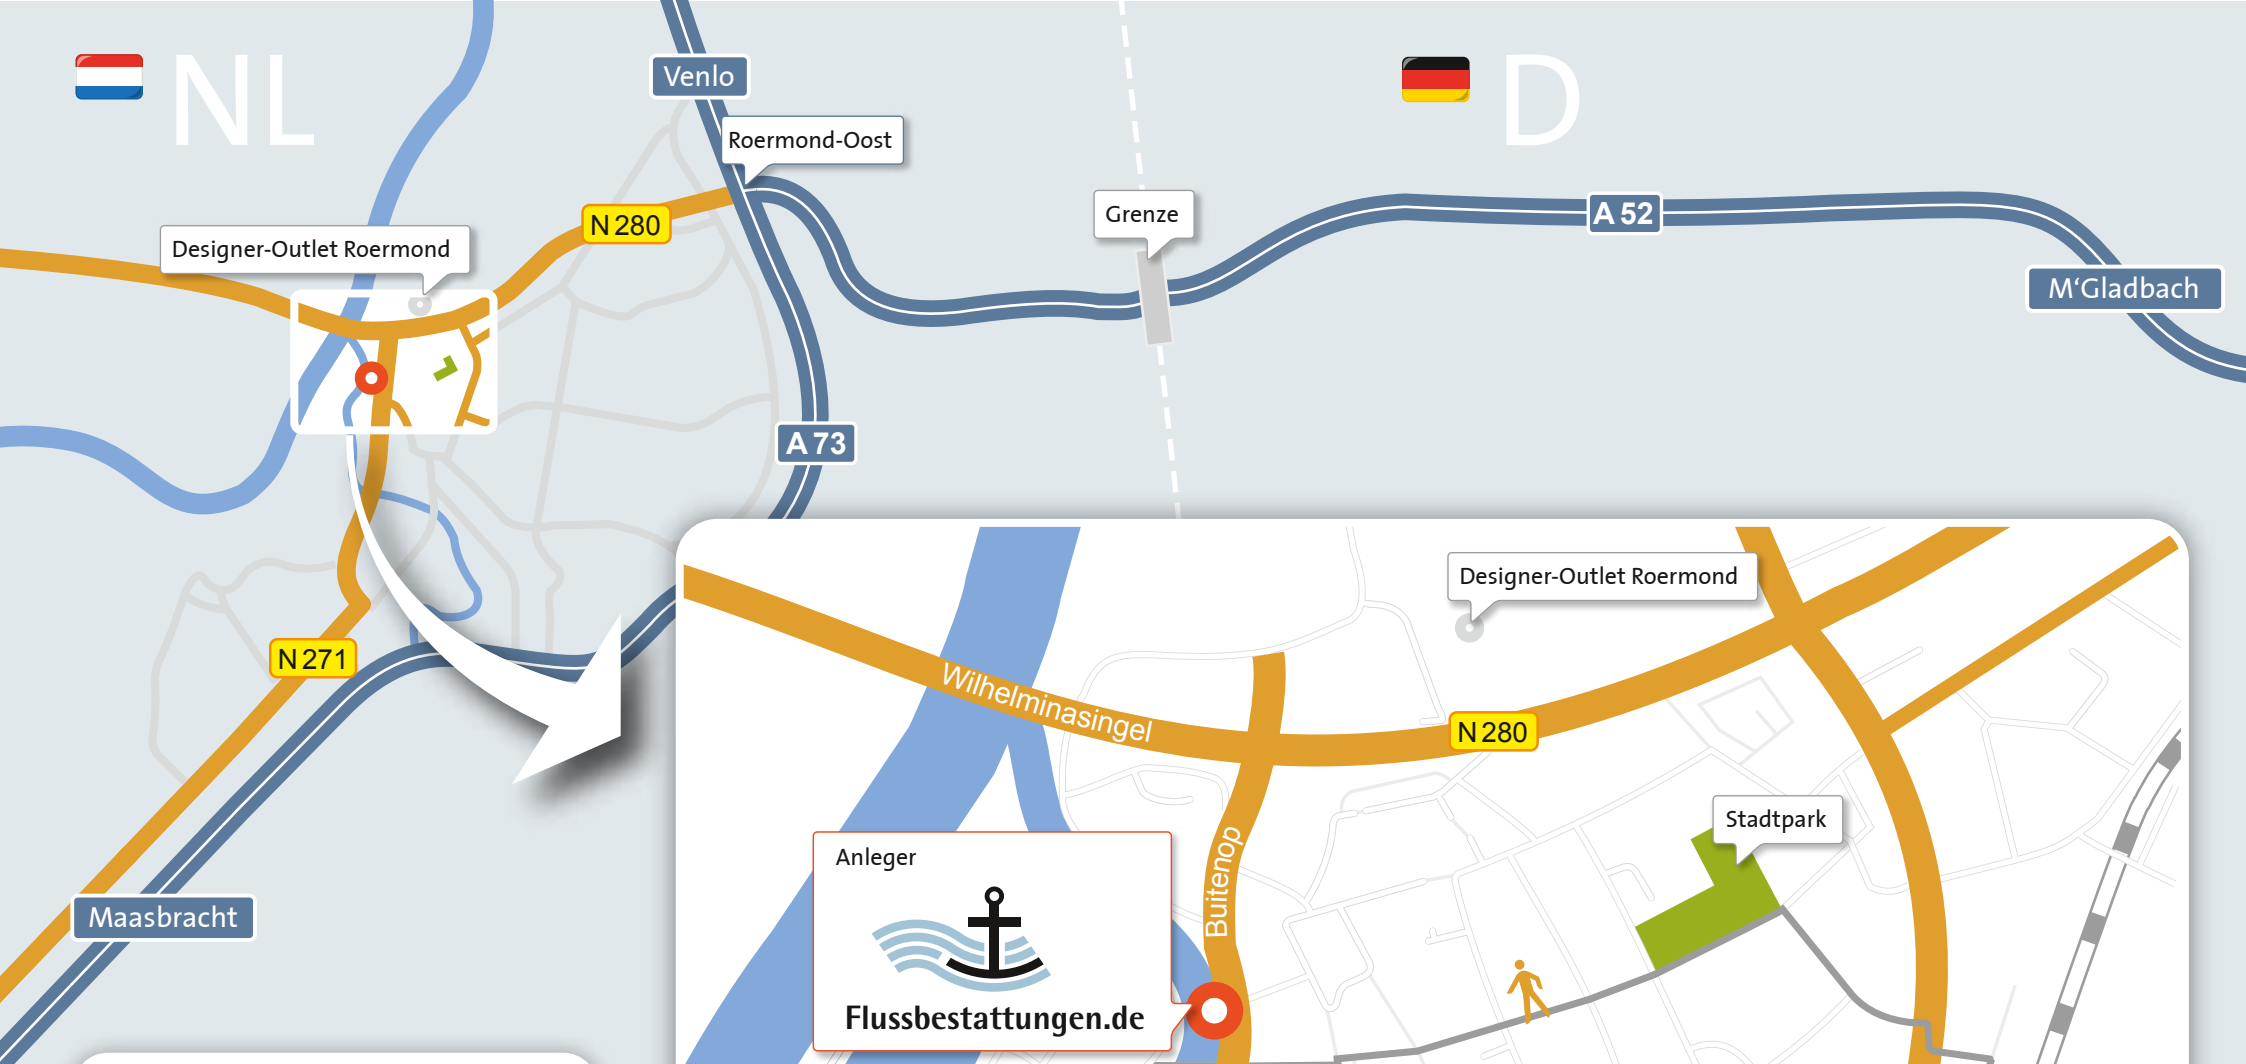 NL
Venlo
D
Roermond-Oost
Grenze
A 52
N 280
Designer-Outlet Roermond
M‘Gladbach
A 73
Designer-Outlet Roermond
N 271
Wilhelminasingel
N 280
Stadtpark
Buitenop
Anleger
Maasbracht
Flussbestattungen.de